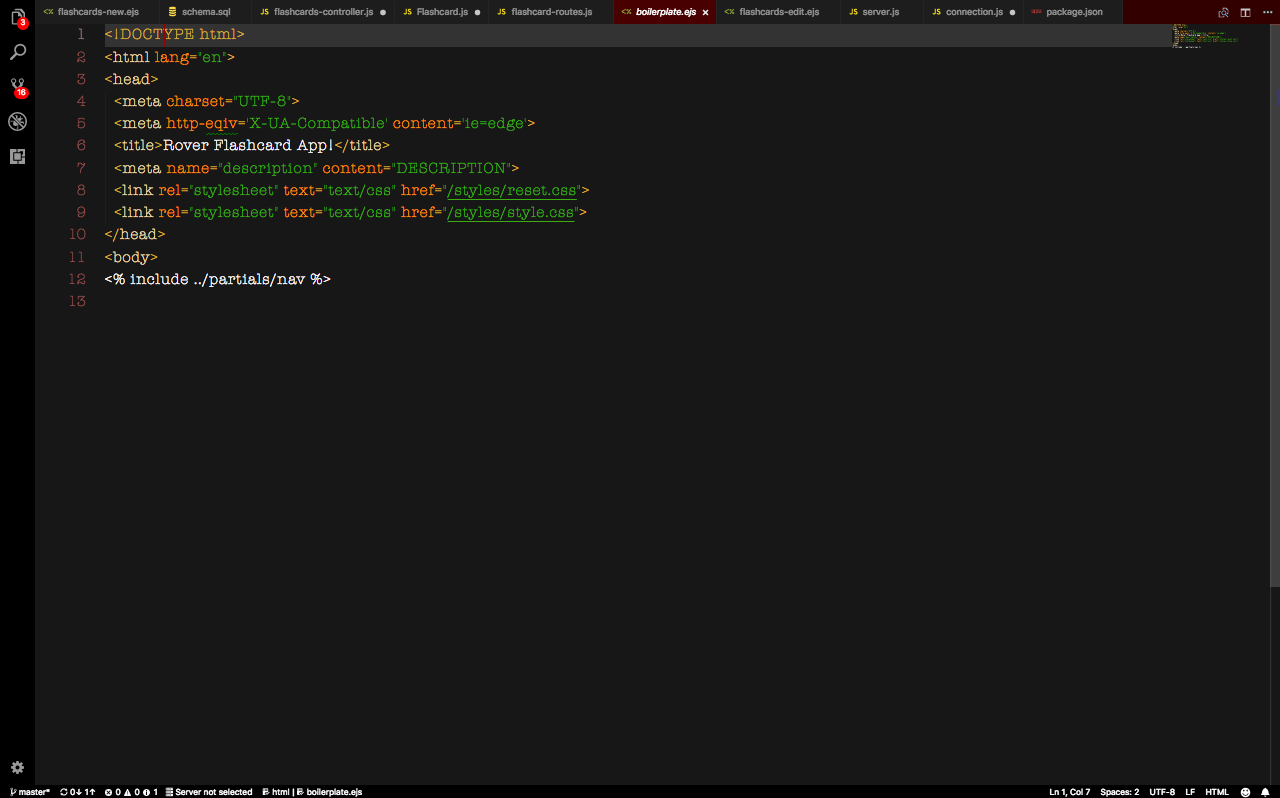 flashcards-new.ejs schema.sql JS flashcards-controller.js JS Flashcard.js JS flashcard-routes.js boilerplate.ejs flashcards-edit.ejs JS server.js JS connection.js package.json
3
16
1 <!DOCTYPE html>
2 <html lang="en">
3 <head>
4 <meta charset="UTF-8">
5 <meta http-eqiv='X-UA-Compatible' content='ie=edge'>
6 <title>Rover Flashcard App!</title>
7 <meta name="description" content="DESCRIPTION">
8 <link rel="stylesheet" text="text/css" href="/styles/reset.css">
9 <link rel="stylesheet" text="text/css" href="/styles/style.css">
10 </head>
11 <body>
12 <% include ../partials/nav %>
13
master* 0↓ 1↑ 0 0 1 Server not selected html | boilerplate.ejs Ln 1, Col 7 Spaces: 2 UTF-8 LF HTML